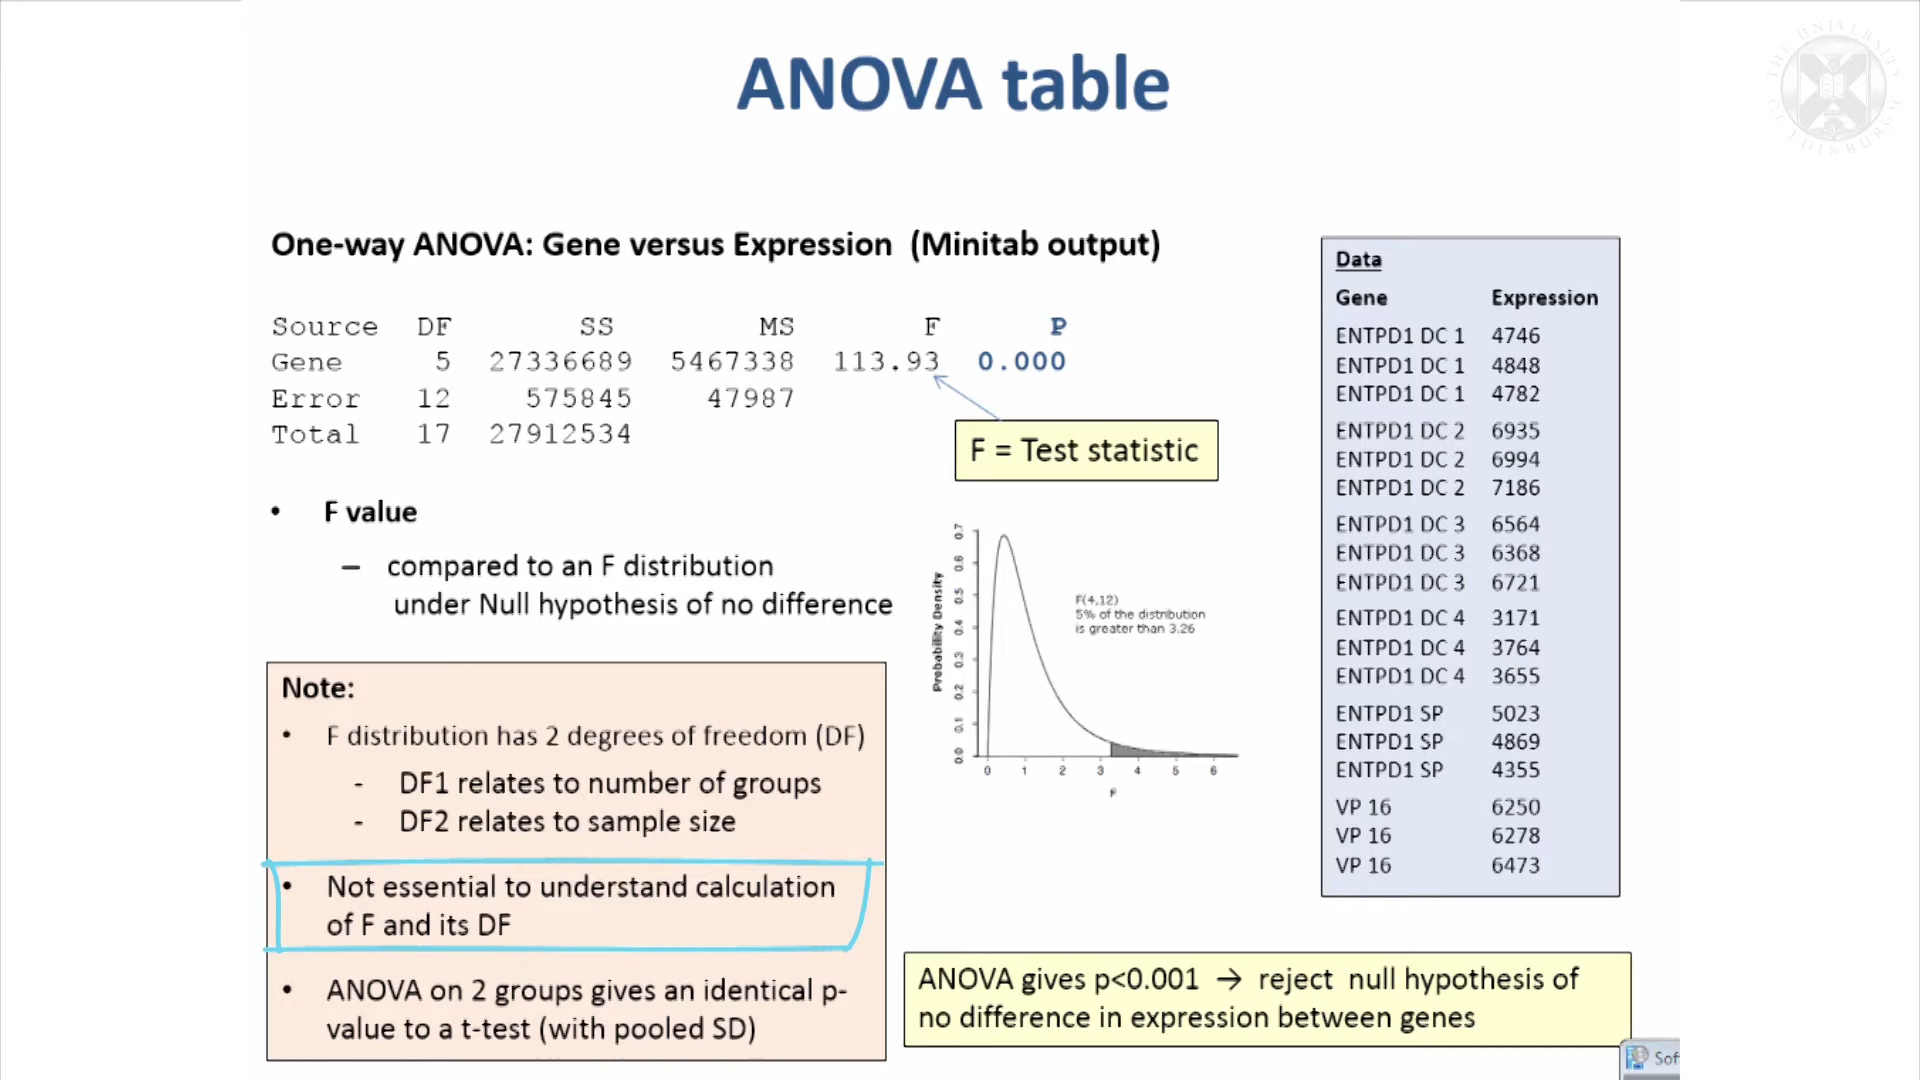 ANOVA table
THE UNIVERSITY OF EDINBURGH
One-way ANOVA: Gene versus Expression (Minitab output)
Source DF SS MS F P
Gene 5 27336689 5467338 113.93 0.000
Error 12 575845 47987
Total 17 27912534
F = Test statistic
• F value
– compared to an F distribution
under Null hypothesis of no difference
Note:
• F distribution has 2 degrees of freedom (DF)
- DF1 relates to number of groups
- DF2 relates to sample size
• Not essential to understand calculation
of F and its DF
• ANOVA on 2 groups gives an identical p-
value to a t-test (with pooled SD)
Probability Density
0.0 0.1 0.2 0.3 0.4 0.5 0.6 0.7
F(4,12)
5% of the distribution
is greater than 3.26
0 1 2 3 4 5 6
F
Data
Gene Expression
ENTPD1 DC 1 4746
ENTPD1 DC 1 4848
ENTPD1 DC 1 4782
ENTPD1 DC 2 6935
ENTPD1 DC 2 6994
ENTPD1 DC 2 7186
ENTPD1 DC 3 6564
ENTPD1 DC 3 6368
ENTPD1 DC 3 6721
ENTPD1 DC 4 3171
ENTPD1 DC 4 3764
ENTPD1 DC 4 3655
ENTPD1 SP 5023
ENTPD1 SP 4869
ENTPD1 SP 4355
VP 16 6250
VP 16 6278
VP 16 6473
ANOVA gives p<0.001 → reject null hypothesis of
no difference in expression between genes
Sof